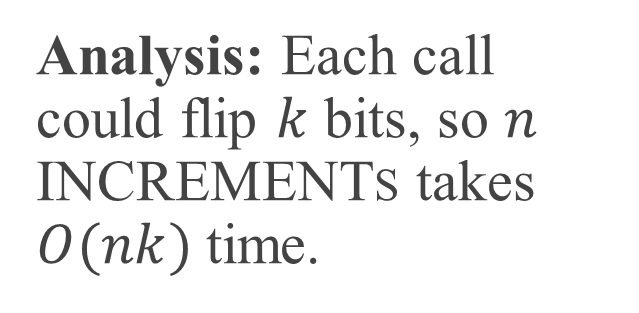 Analysis: Each call
could flip k bits, so n
INCREMENTs takes
O(nk) time.